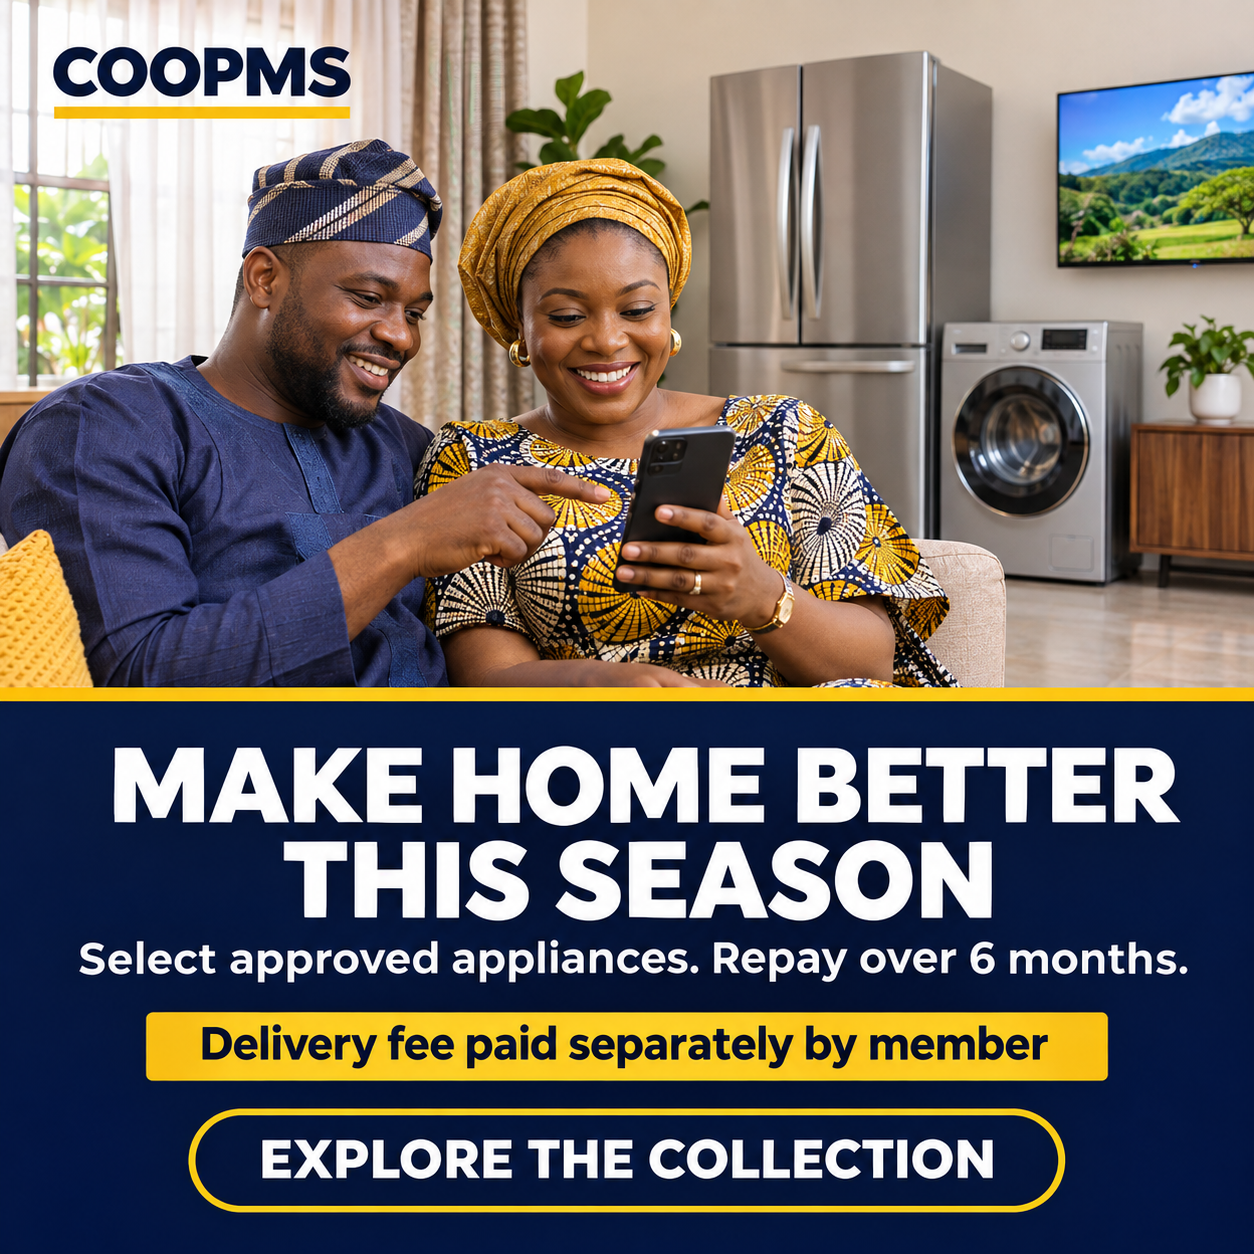 COOPMS
MAKE HOME BETTER
THIS SEASON
Select approved appliances. Repay over 6 months.
Delivery fee paid separately by member
EXPLORE THE COLLECTION